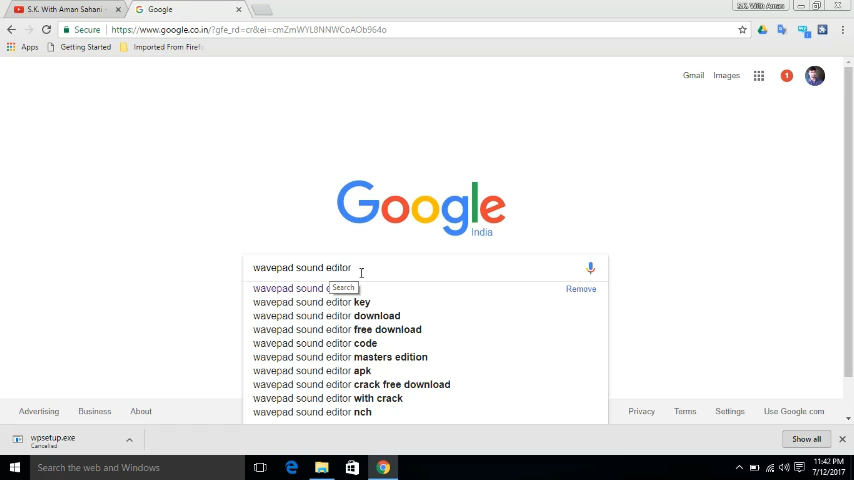 S.K. With Aman Sahani -
Google
S.K. With Aman
Secure
https://www.google.co.in/?gfe_rd=cr&ei=cmZmWYL8NNWCoAOb964o
Apps
Getting Started
Imported From Firef
Gmail
Images
1
Google
India
wavepad sound editor
wavepad sound e
Search
Remove
wavepad sound editor key
wavepad sound editor download
wavepad sound editor free download
wavepad sound editor code
wavepad sound editor masters edition
wavepad sound editor apk
wavepad sound editor crack free download
wavepad sound editor with crack
wavepad sound editor nch
Advertising
Business
About
Privacy
Terms
Settings
Use Google.com
wpsetup.exe
Cancelled
Show all
Search the web and Windows
11:42 PM
7/12/2017